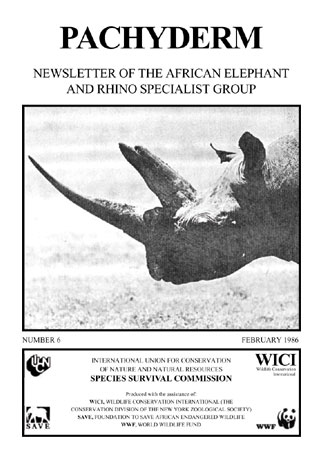 PACHYDERM
NEWSLETTER OF THE AFRICAN ELEPHANT
AND RHINO SPECIALIST GROUP
NUMBER 6
FEBRUARY 1986
INTERNATIONAL UNION FOR CONSERVATION
OF NATURE AND NATURAL RESOURCES
SPECIES SURVIVAL COMMISSION
WICI
Wildlife Conservation
International
Produced with the assistance of
WICI, WILDLIFE CONSERVATION INTERNATIONAL (THE
CONSERVATION DIVISION OF THE NEW YORK ZOOLOGICAL SOCIETY)
SAVE, FOUNDATION TO SAVE AFRICAN ENDANGERED WILDLIFE
WWF, WORLD WILDLIFE FUND
SAVE
WWF